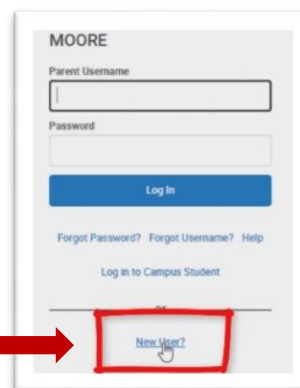 MOORE
Parent Username
Password
Log In
Forgot Password? Forgot Username? Help
Log in to Campus Student
or
New User?